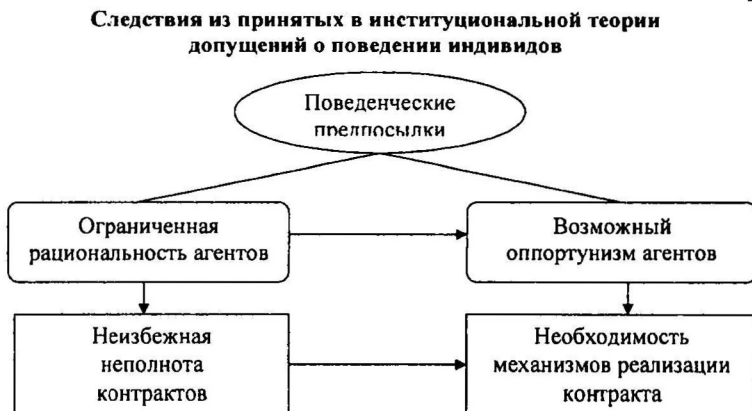 Следствия из принятых в институциональной теории
допущений о поведении индивидов
Поведенческие
предпосылки
Ограниченная
рациональность агентов
Возможный
оппортунизм агентов
Неизбежная
неполнота
контрактов
Необходимость
механизмов реализации
контракта